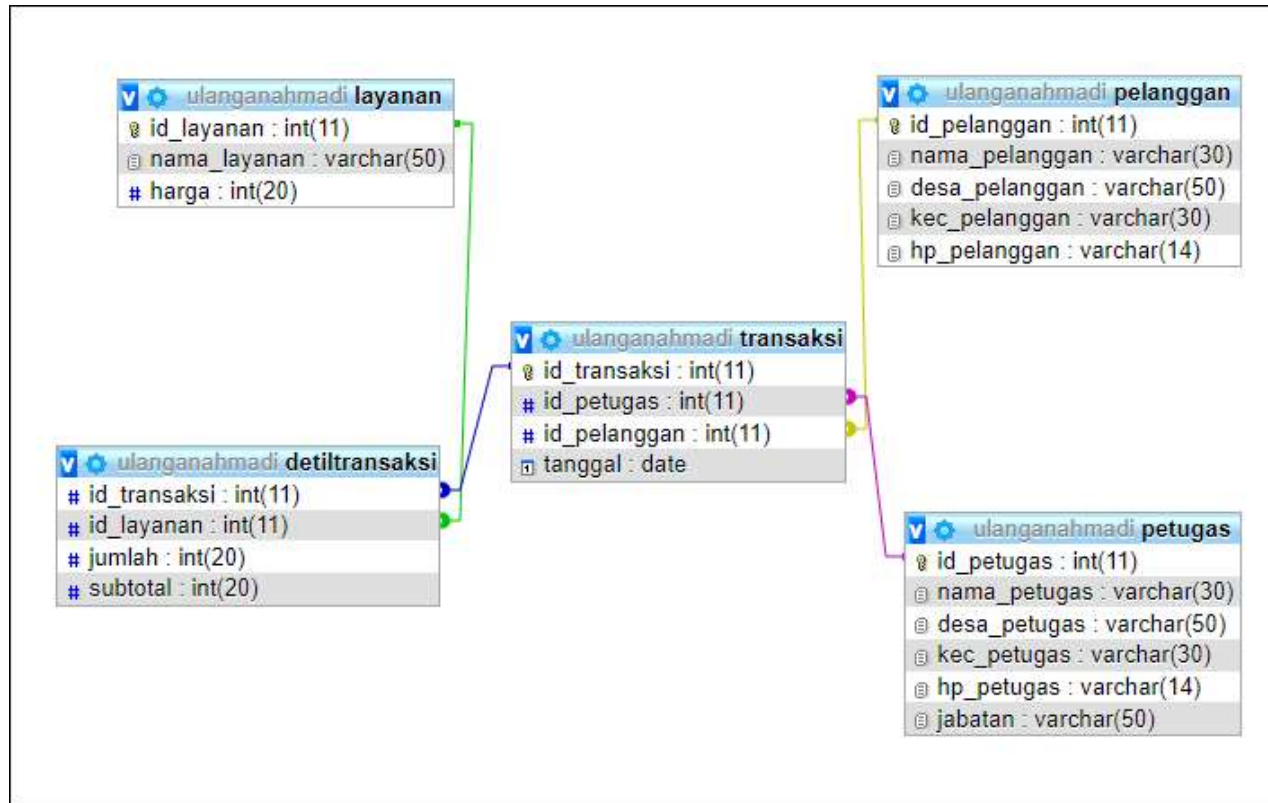 ulanganahmadi layanan
id_layanan : int(11)
nama_layanan : varchar(50)
# harga : int(20)
ulanganahmadi pelanggan
id_pelanggan : int(11)
nama_pelanggan : varchar(30)
desa_pelanggan : varchar(50)
kec_pelanggan : varchar(30)
hp_pelanggan : varchar(14)
ulanganahmadi transaksi
id_transaksi : int(11)
# id_petugas : int(11)
# id_pelanggan : int(11)
tanggal : date
ulanganahmadi detiltransaksi
# id_transaksi : int(11)
# id_layanan : int(11)
# jumlah : int(20)
# subtotal : int(20)
ulanganahmadi petugas
id_petugas : int(11)
nama_petugas : varchar(30)
desa_petugas : varchar(50)
kec_petugas : varchar(30)
hp_petugas : varchar(14)
jabatan : varchar(50)